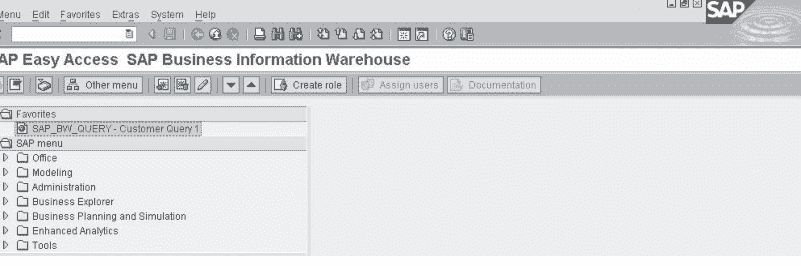 Menu Edit Favorites Extras System Help
SAP
AP Easy Access SAP Business Information Warehouse
Other menu Create role Assign users Documentation
Favorites
SAP_BW_QUERY - Customer Query 1
SAP menu
Office
Modeling
Administration
Business Explorer
Business Planning and Simulation
Enhanced Analytics
Tools